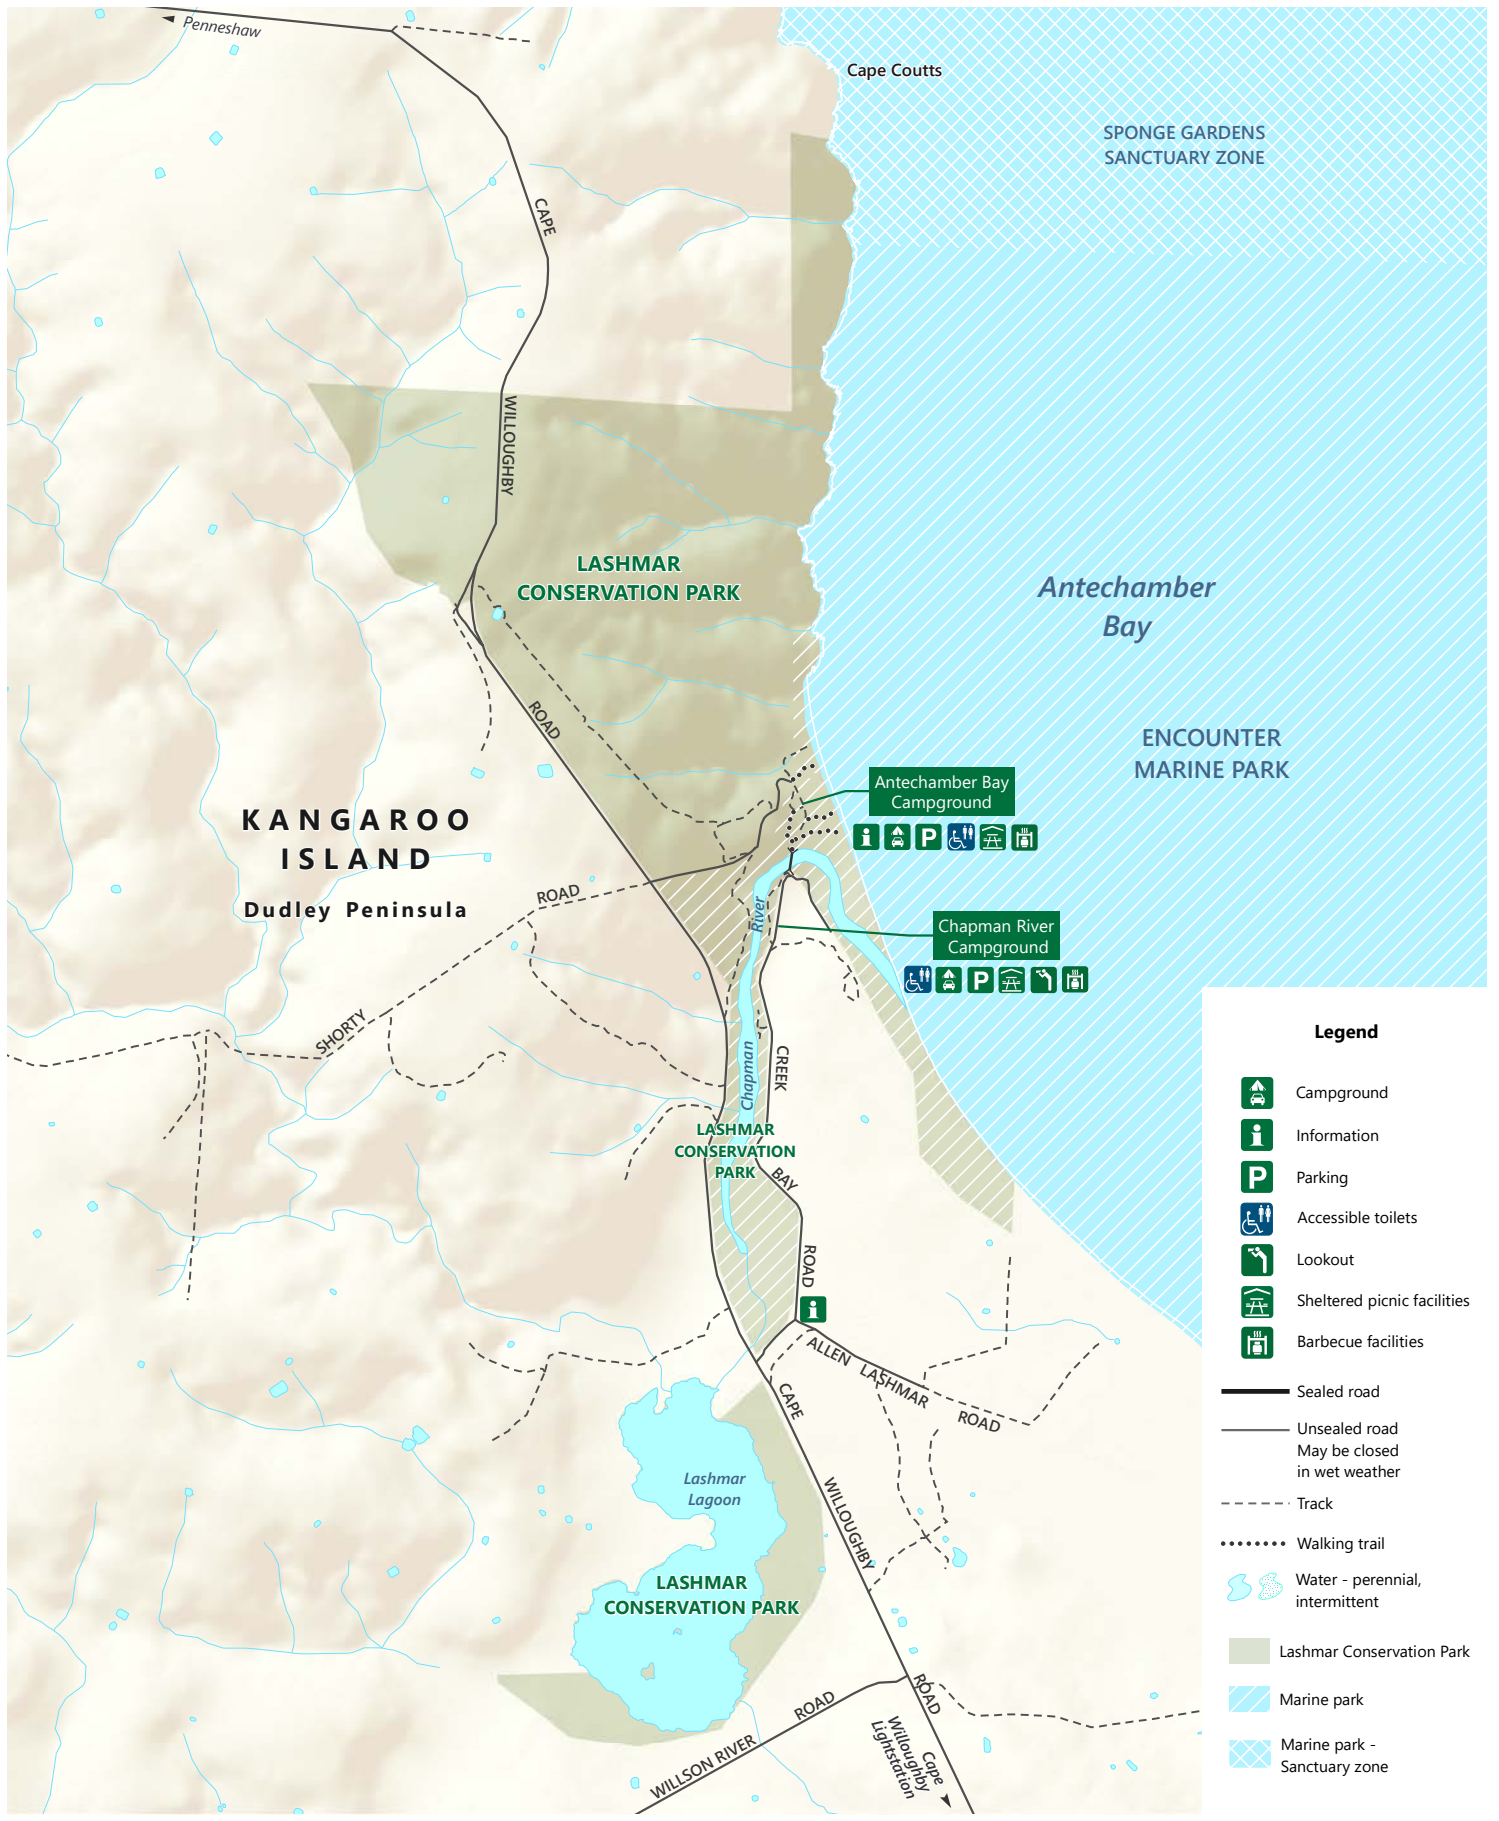 Penneshaw
Cape Coutts
SPONGE GARDENS
SANCTUARY ZONE
CAPE
WILLOUGHBY
LASHMAR
CONSERVATION PARK
Antechamber
Bay
ROAD
ENCOUNTER
MARINE PARK
Antechamber Bay
Campground
KANGAROO
ISLAND
Dudley Peninsula
ROAD
River
Chapman River
Campground
SHORTY
Chapman
CREEK
LASHMAR
CONSERVATION
PARK
BAY
ROAD
ALLEN LASHMAR
ROAD
CAPE
Lashmar
Lagoon
WILLOUGHBY
LASHMAR
CONSERVATION PARK
ROAD
ROAD
WILLSON RIVER
Cape
Willoughby
Lightstation
Legend
Campground
Information
P
Parking
Accessible toilets
Lookout
Sheltered picnic facilities
Barbecue facilities
Sealed road
Unsealed road
May be closed
in wet weather
Track
Walking trail
Water - perennial,
intermittent
Lashmar Conservation Park
Marine park
Marine park -
Sanctuary zone